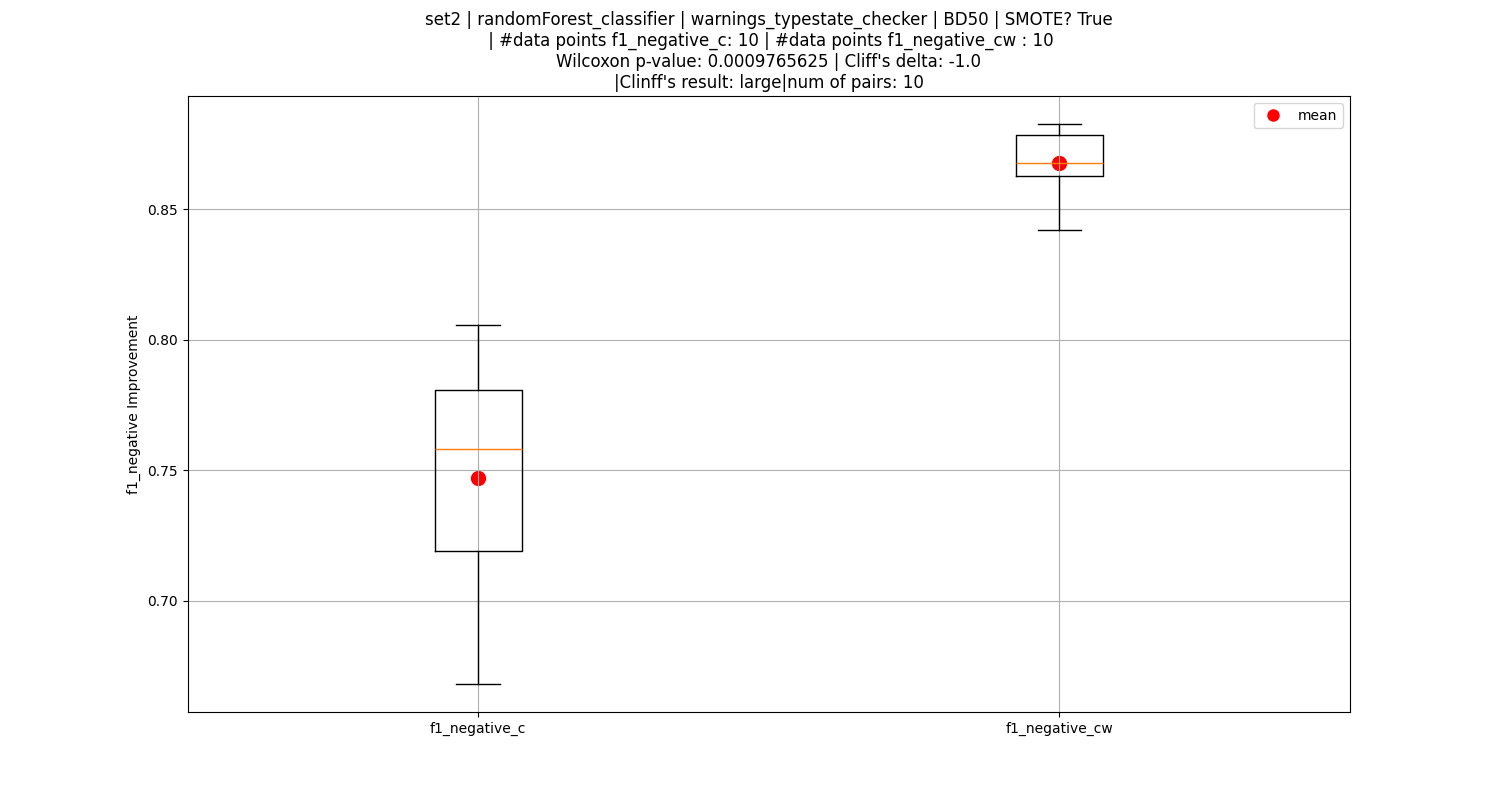 set2 | randomForest_classifier | warnings_typestate_checker | BD50 | SMOTE? True
| #data points f1_negative_c: 10 | #data points f1_negative_cw : 10
Wilcoxon p-value: 0.0009765625 | Cliff's delta: -1.0
|Clinff's result: large|num of pairs: 10
mean
0.85
0.80
0.75
0.70
f1_negative Improvement
f1_negative_c
f1_negative_cw